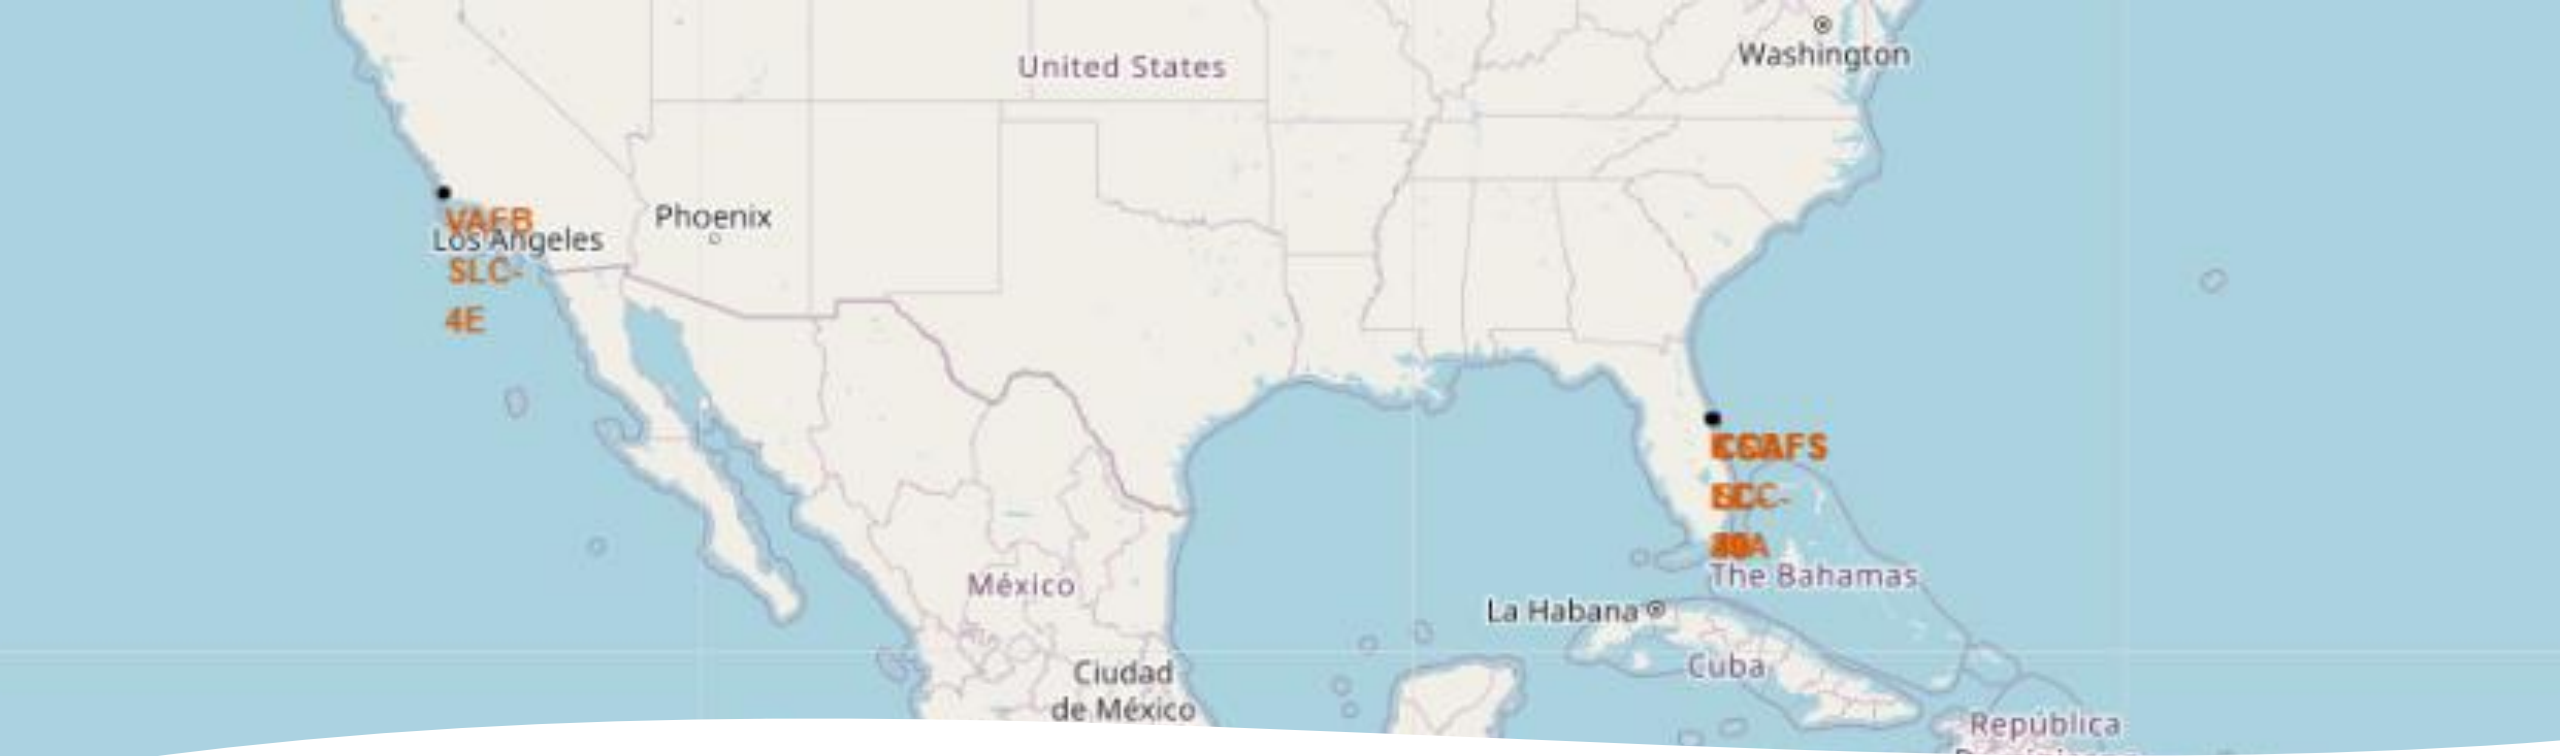 Washington
United States
VAFB
Los Angeles
SLC-
4E
Phoenix
The Bahamas
México
La Habana
Cuba
Ciudad
de México
República